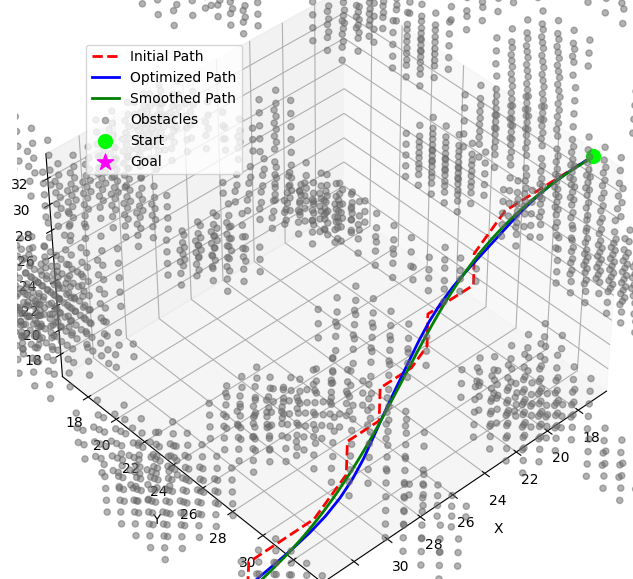 Initial Path
Optimized Path
Smoothed Path
Obstacles
Start
Goal
32
30
28
26
24
22
20
18
18
20
22
24
26
28
30
Y
18
20
22
24
26
28
30
X